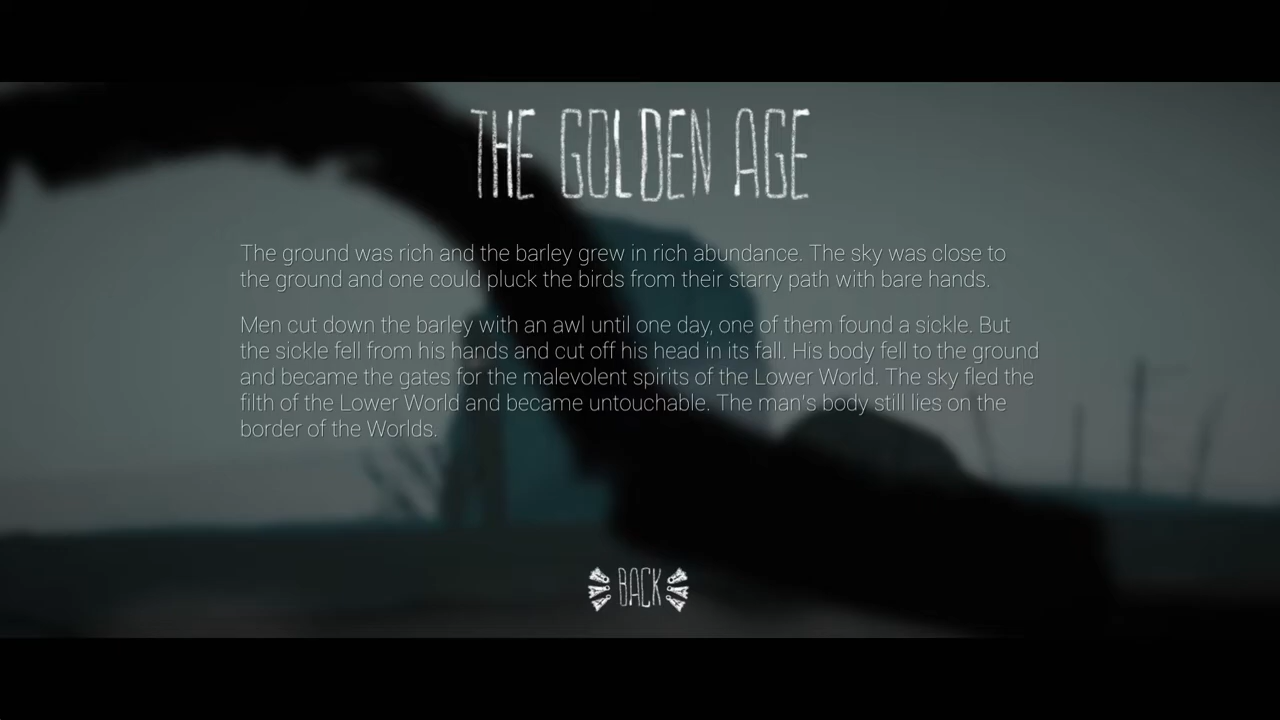 THE GOLDEN AGE
The ground was rich and the barley grew in rich abundance. The sky was close to
the ground and one could pluck the birds from their starry path with bare hands.
Men cut down the barley with an awl until one day, one of them found a sickle. But
the sickle fell from his hands and cut off his head in its fall. His body fell to the ground
and became the gates for the malevolent spirits of the Lower World. The sky fled the
filth of the Lower World and became untouchable. The man's body still lies on the
border of the Worlds.
BACK